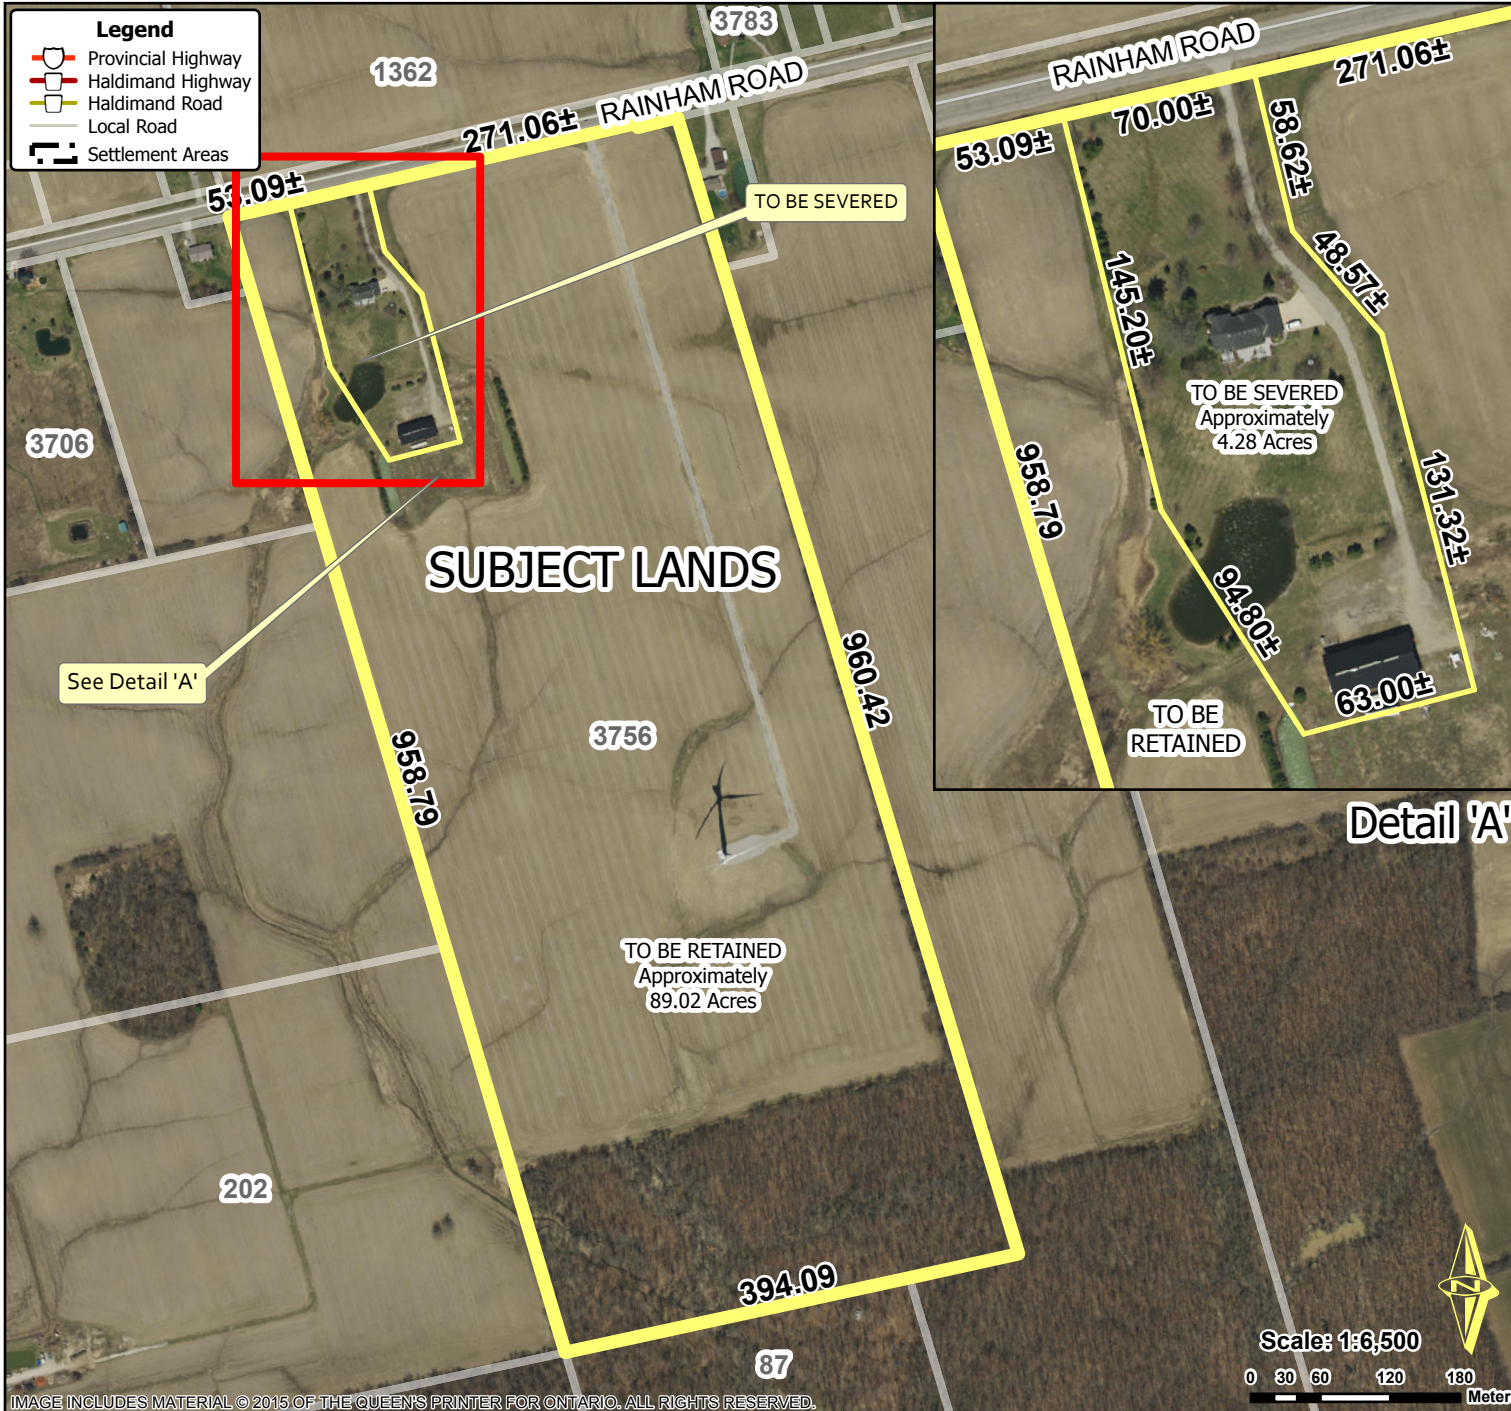 Legend
Provincial Highway
Haldimand Highway
Haldimand Road
Local Road
Settlement Areas
3783
1362
RAINHAM ROAD
271.06±
53.09±
TO BE SEVERED
3706
SUBJECT LANDS
See Detail 'A'
958.79
960.42
3756
TO BE RETAINED
Approximately
89.02 Acres
202
394.09
87
RAINHAM ROAD
271.06±
70.00±
53.09±
58.62±
48.57±
145.20±
TO BE SEVERED
Approximately
4.28 Acres
958.79
131.32±
94.80±
63.00±
TO BE
RETAINED
Detail 'A'
N
Scale: 1:6,500
0 30 60 120 180
Meter
IMAGE INCLUDES MATERIAL © 2015 OF THE QUEEN'S PRINTER FOR ONTARIO. ALL RIGHTS RESERVED.